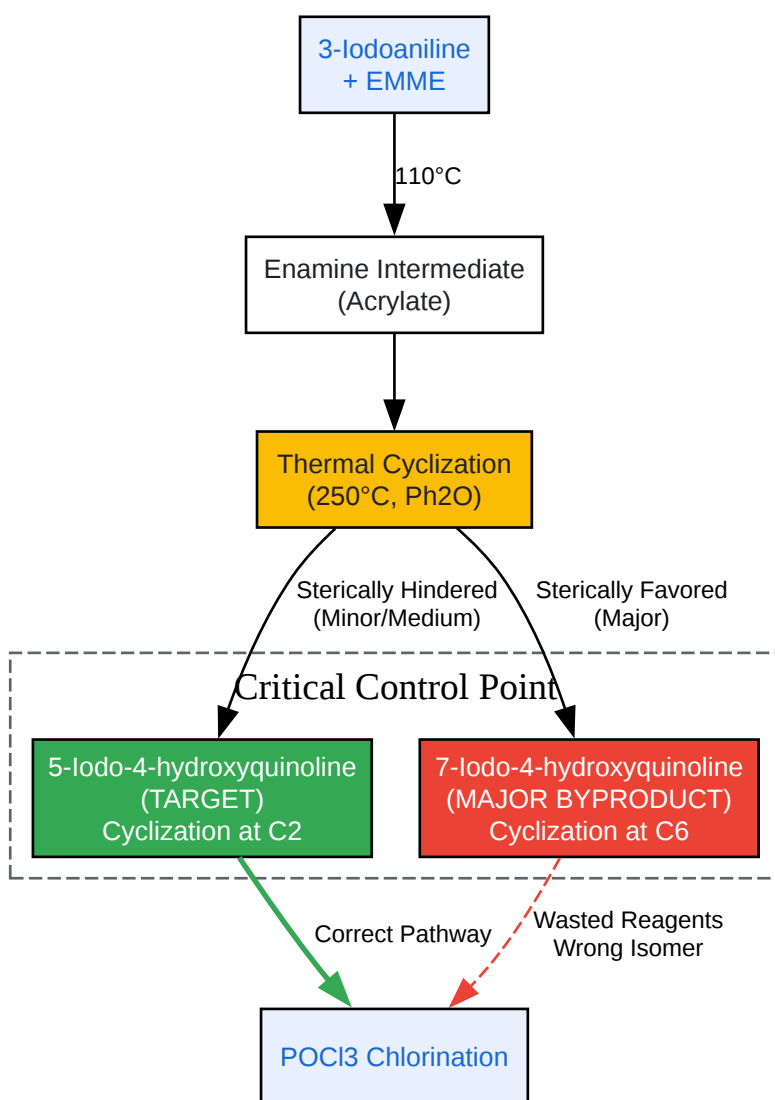 3-Iodoaniline
+ EMME
110°C
Enamine Intermediate
(Acrylate)
Thermal Cyclization
(250°C, Ph2O)
Sterically Hindered
(Minor/Medium)
Sterically Favored
(Major)
Critical Control Point
5-Iodo-4-hydroxyquinoline
(TARGET)
Cyclization at C2
7-Iodo-4-hydroxyquinoline
(MAJOR BYPRODUCT)
Cyclization at C6
Correct Pathway
Wasted Reagents
Wrong Isomer
POCl3 Chlorination